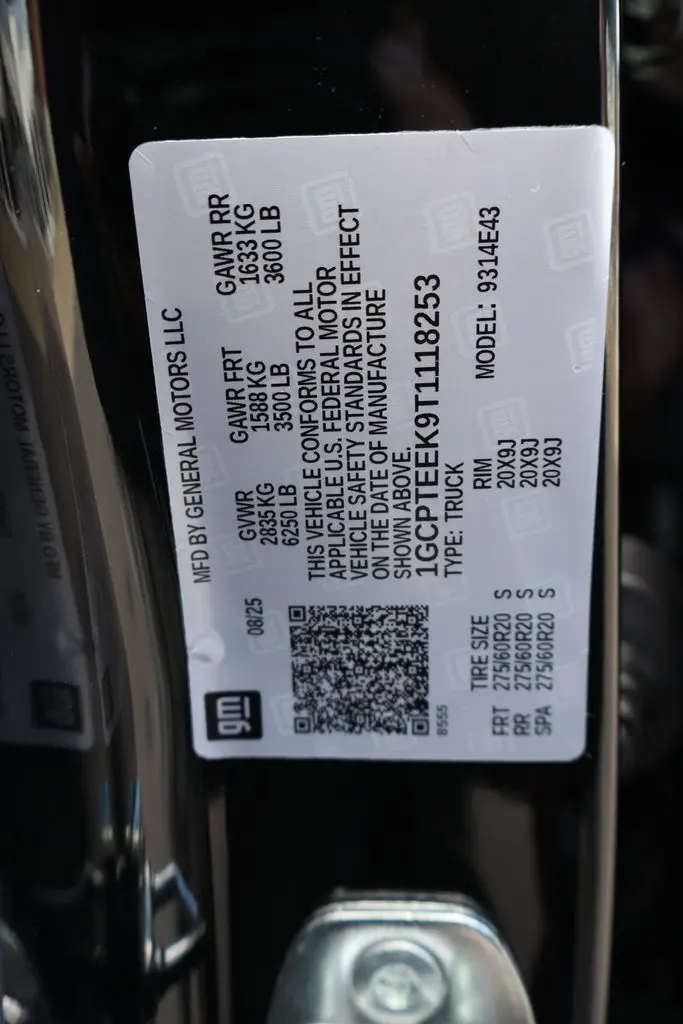 gm
08/25
MFD BY GENERAL MOTORS LLC
GVWR GAWR FRT GAWR RR
2835 KG 1588 KG 1633 KG
6250 LB 3500 LB 3600 LB
THIS VEHICLE CONFORMS TO ALL
APPLICABLE U.S. FEDERAL MOTOR
VEHICLE SAFETY STANDARDS IN EFFECT
ON THE DATE OF MANUFACTURE
SHOWN ABOVE.
1GCPTEEK9T1118253
8555
TYPE: TRUCK MODEL: 9314E43
TIRE SIZE RIM
FRT 275/60R20 S 20X9J
RR 275/60R20 S 20X9J
SPA 275/60R20 S 20X9J